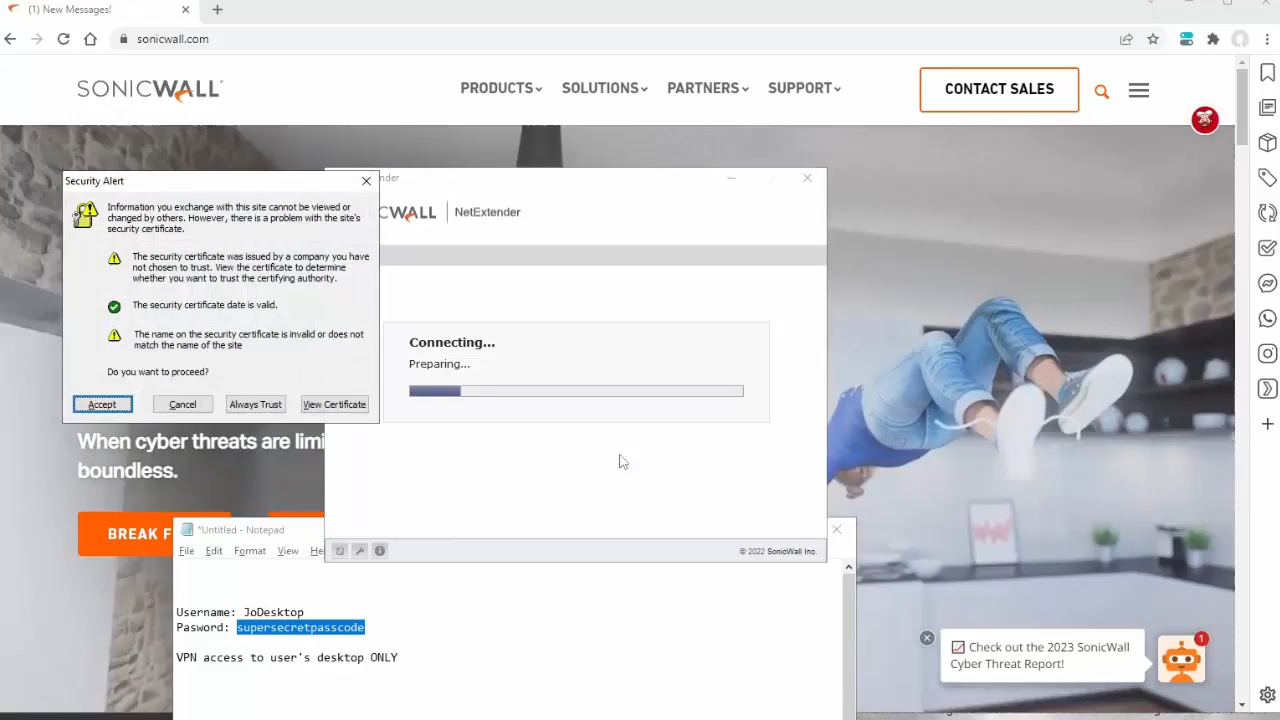 (1) New Messages!
sonicwall.com
SONICWALL
PRODUCTS
SOLUTIONS
PARTNERS
SUPPORT
CONTACT SALES
Security Alert
Information you exchange with this site cannot be viewed or
changed by others. However, there is a problem with the site's
security certificate.
The security certificate was issued by a company you have
not chosen to trust. View the certificate to determine
whether you want to trust the certifying authority.
The security certificate date is valid.
The name on the security certificate is invalid or does not
match the name of the site
Do you want to proceed?
Accept
Cancel
Always Trust
View Certificate
nder
WALL
NetExtender
Connecting...
Preparing...
© 2022 SonicWall Inc.
When cyber threats are limi
boundless.
BREAK F
*Untitled - Notepad
File
Edit
Format
View
He
Username: JoDesktop
Pasword: supersecretpasscode
VPN access to user's desktop ONLY
Check out the 2023 SonicWall
Cyber Threat Report!
1